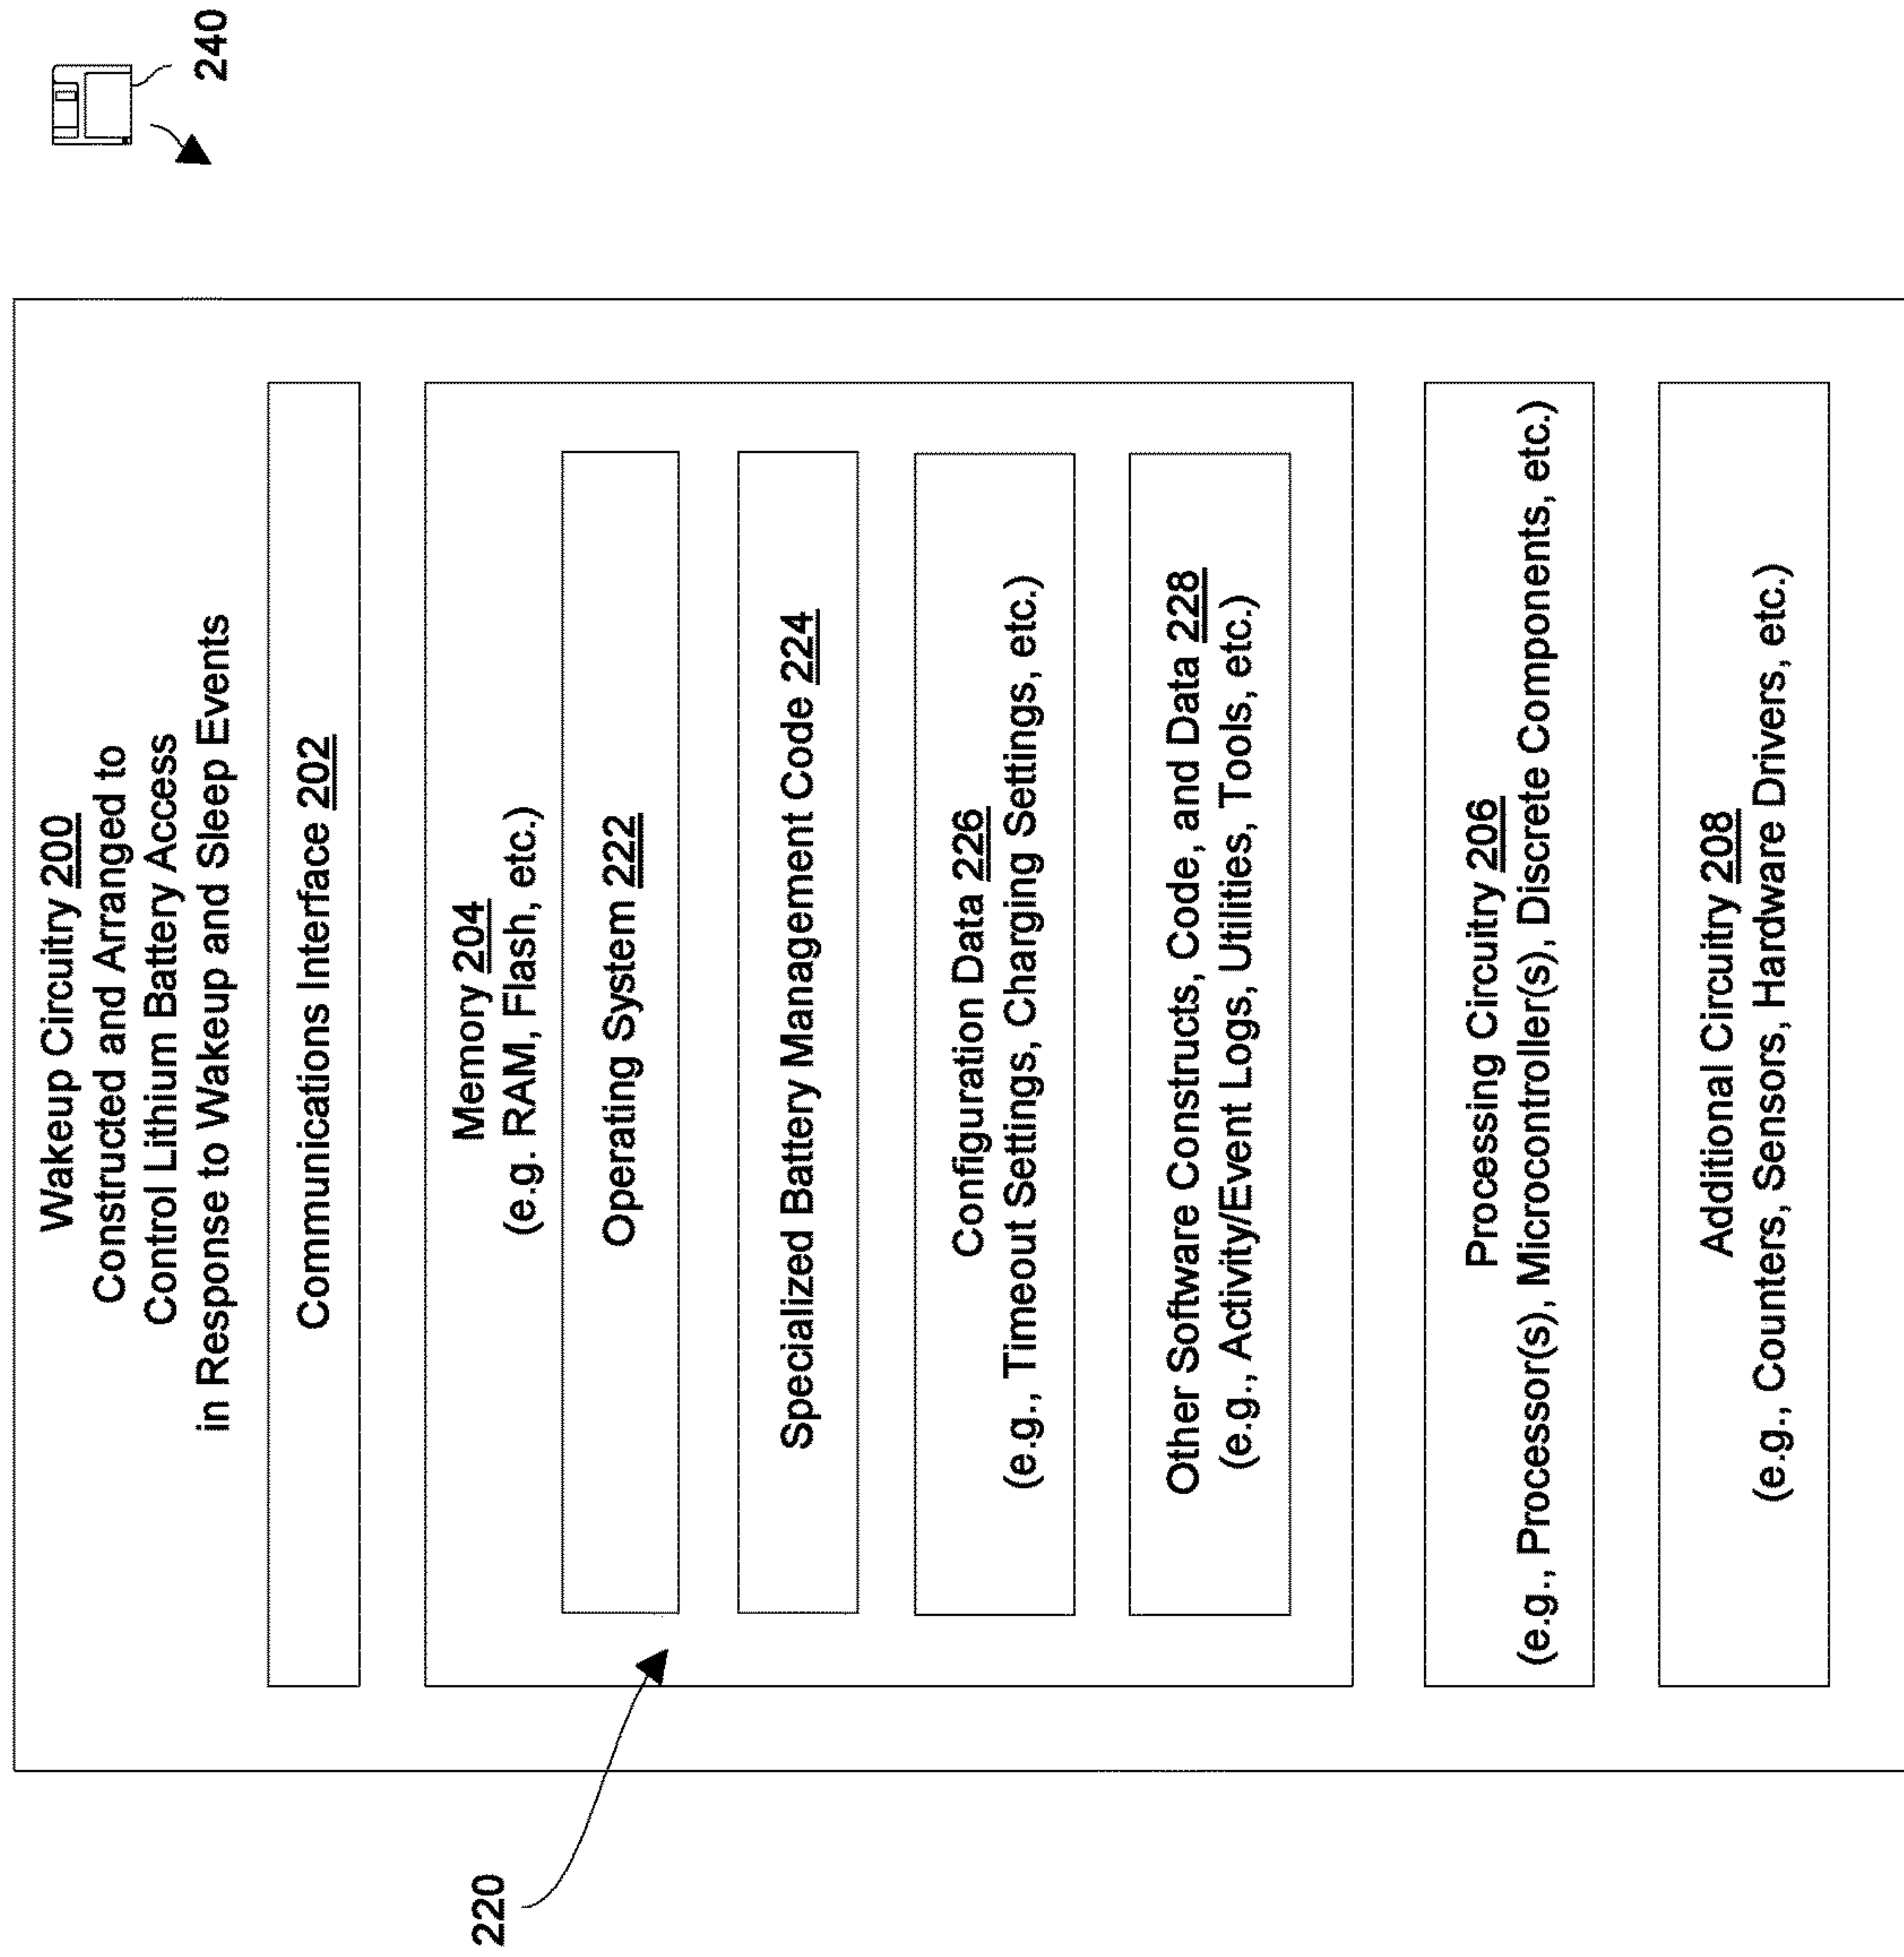 240
Wakeup Circuitry 200
Constructed and Arranged to
Control Lithium Battery Access
in Response to Wakeup and Sleep Events
Communications Interface 202
Memory 204
(e.g. RAM, Flash, etc.)
220
Operating System 222
Specialized Battery Management Code 224
Configuration Data 226
(e.g., Timeout Settings, Charging Settings, etc.)
Other Software Constructs, Code, and Data 228
(e.g., Activity/Event Logs, Utilities, Tools, etc.)
Processing Circuitry 206
(e.g., Processor(s), Microcontroller(s), Discrete Components, etc.)
Additional Circuitry 208
(e.g., Counters, Sensors, Hardware Drivers, etc.)